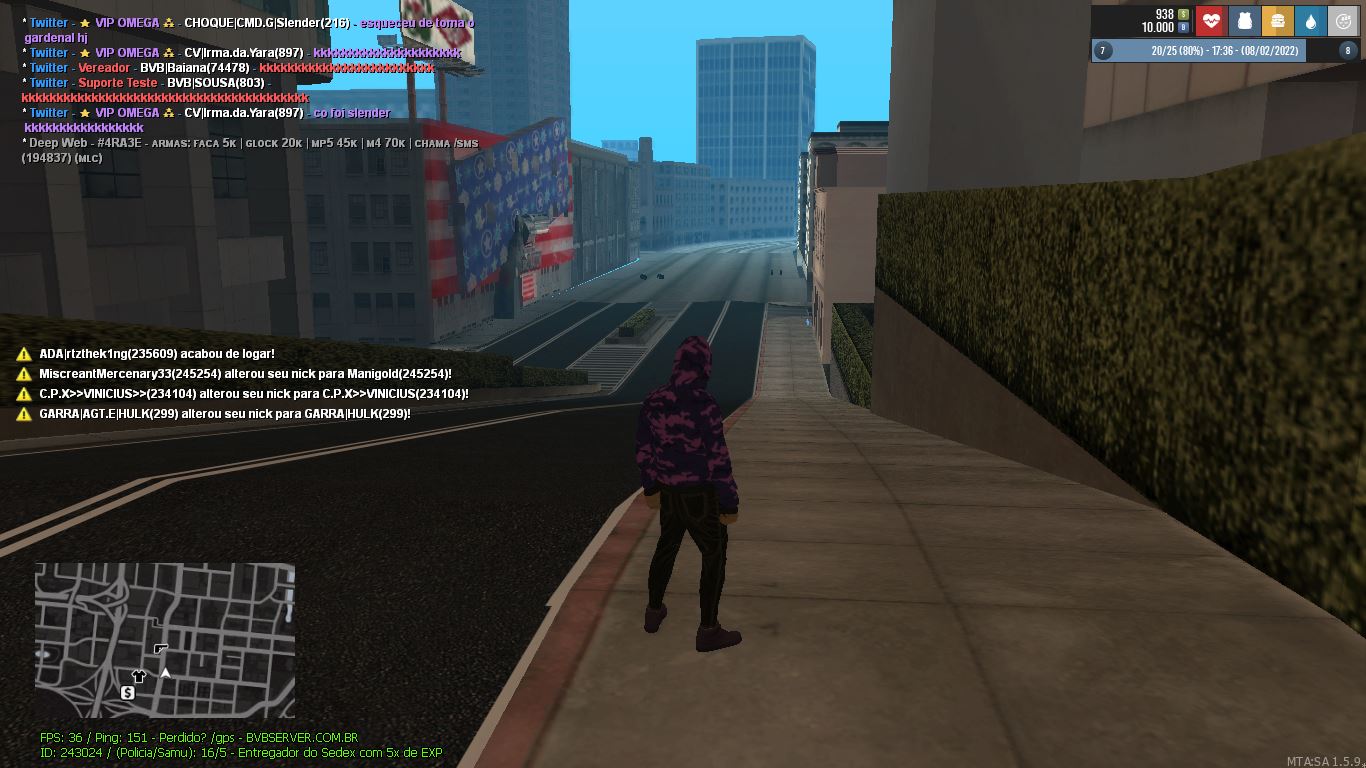 * Twitter - VIP OMEGA - CHOQUE|CMD.G|Slender(216) - esqueceu de toma o
gardenal hj
* Twitter - VIP OMEGA - CV|Irma.da.Yara(897) - kkkkkkkkkkkkkkkkkkkkk
* Twitter - Vereador - BVB|Baiana(74478) - kkkkkkkkkkkkkkkkkkkkkkkkk
* Twitter - Suporte Teste - BVB|SOUSA(803) -
kkkkkkkkkkkkkkkkkkkkkkkkkkkkkkkkkkkkkkkkk
* Twitter - VIP OMEGA - CV|Irma.da.Yara(897) - co foi slender
kkkkkkkkkkkkkkkkk
* Deep Web - #4RA3E - ARMAS: FACA 5K | GLOCK 20K | MP5 45K | M4 70K | CHAMA /SMS
(194837) (MLC)
938 $
10.000 B
7 20/25 (80%) - 17:36 - (08/02/2022) 8
ADA|rtzthek1ng(235609) acabou de logar!
MiscreantMercenary33(245254) alterou seu nick para Manigold(245254)!
C.P.X>>VINICIUS>>(234104) alterou seu nick para C.P.X>>VINICIUS(234104)!
GARRA|AGT.E|HULK(299) alterou seu nick para GARRA|HULK(299)!
$
FPS: 36 / Ping: 151 - Perdido? /gps - BVBSERVER.COM.BR
ID: 243024 / (Policia/Samu): 16/5 - Entregador do Sedex com 5x de EXP
MTA:SA 1.5.9